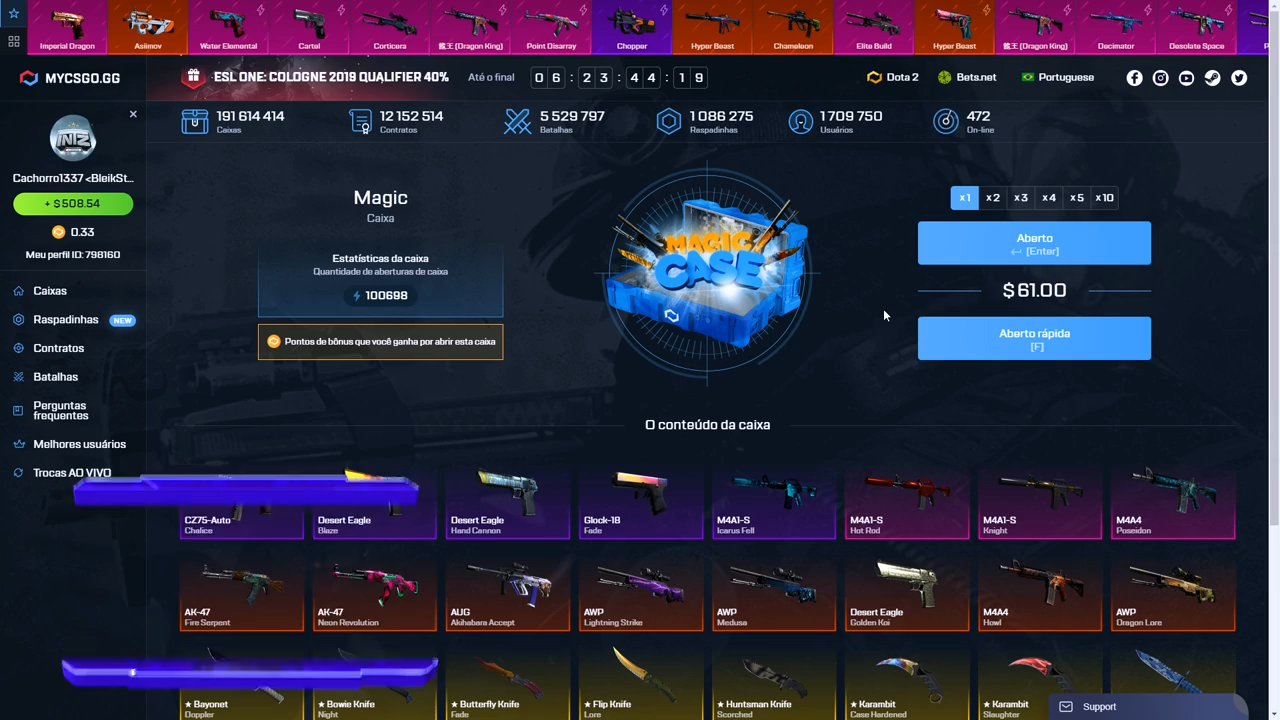 Imperial Dragon
Asiimov
Water Elemental
Cartel
Corticera
龍王 (Dragon King)
Point Disarray
Chopper
Hyper Beast
Chameleon
Elite Build
Hyper Beast
龍王 (Dragon King)
Decimator
Desolate Space
MYCSGO.GG
ESL ONE: COLOGNE 2019 QUALIFIER 40%
Até o final
0 6 : 2 3 : 4 4 : 1 9
Dota 2
Bets.net
Portuguese
191 614 414
Caixas
12 152 514
Contratos
5 529 797
Batalhas
1 086 275
Raspadinhas
1 709 750
Usuários
472
On-line
NTZ
Cachorro1337 <BleikSt...
+ $ 508.54
0.33
Meu perfil ID: 798160
Caixas
Raspadinhas NEW
Contratos
Batalhas
Perguntas
frequentes
Melhores usuários
Trocas AO VIVO
Magic
Caixa
Estatísticas da caixa
Quantidade de aberturas de caixa
100698
Pontos de bônus que você ganha por abrir esta caixa
MAGIC
CASE
x1 x2 x3 x4 x5 x10
Aberto
[Enter]
$ 61.00
Aberto rápida
[F]
O conteúdo da caixa
CZ75-Auto
Chalice
Desert Eagle
Blaze
Desert Eagle
Hand Cannon
Glock-18
Fade
M4A1-S
Icarus Fell
M4A1-S
Hot Rod
M4A1-S
Knight
M4A4
Poseidon
AK-47
Fire Serpent
AK-47
Neon Revolution
AUG
Akihabara Accept
AWP
Lightning Strike
AWP
Medusa
Desert Eagle
Golden Koi
M4A4
Howl
AWP
Dragon Lore
★ Bayonet
Doppler
★ Bowie Knife
Night
★ Butterfly Knife
Fade
★ Flip Knife
Lore
★ Huntsman Knife
Scorched
★ Karambit
Case Hardened
★ Karambit
Slaughter
Support